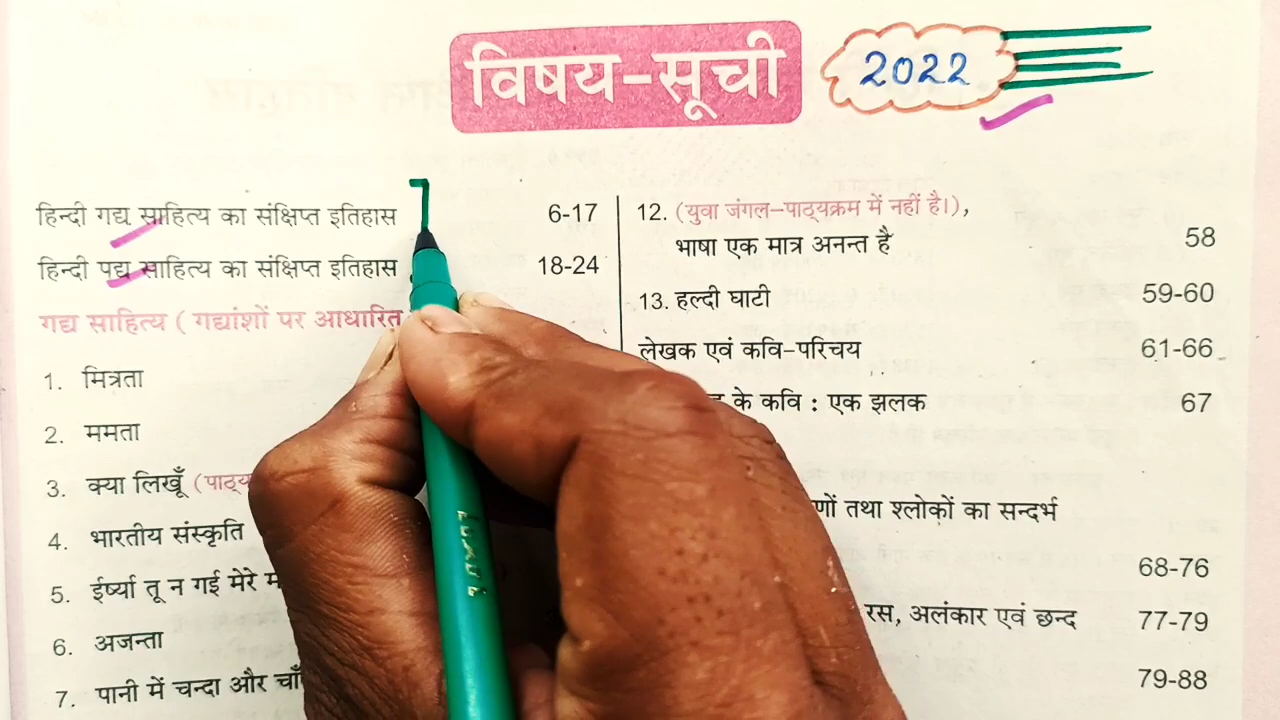 विषय-सूची
2022
हिन्दी गद्य साहित्य का संक्षिप्त इतिहास 6-17
हिन्दी पद्य साहित्य का संक्षिप्त इतिहास 18-24
गद्य साहित्य ( गद्यांशों पर आधारित
1. मित्रता
2. ममता
3. क्या लिखूँ
4. भारतीय संस्कृति
5. ईर्ष्या तू न गई मेरे
6. अजन्ता
7. पानी में चन्दा और
12. (युवा जंगल-पाठ्यक्रम में नहीं है।),
भाषा एक मात्र अनन्त है 58
13. हल्दी घाटी 59-60
लेखक एवं कवि-परिचय 61-66
के कवि : एक झलक 67
तथा श्लोकों का सन्दर्भ
68-76
रस, अलंकार एवं छन्द 77-79
79-88